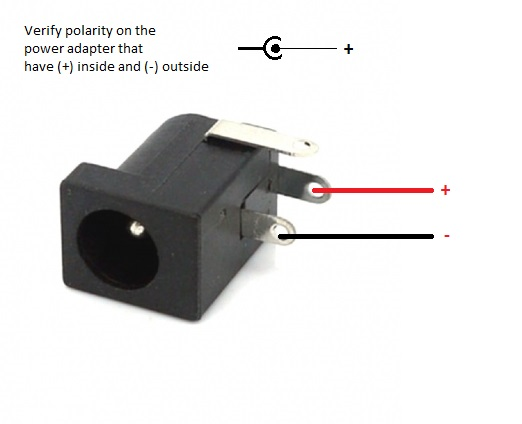 Verify polarity on the
power adapter that
have (+) inside and (-) outside
+
+
-